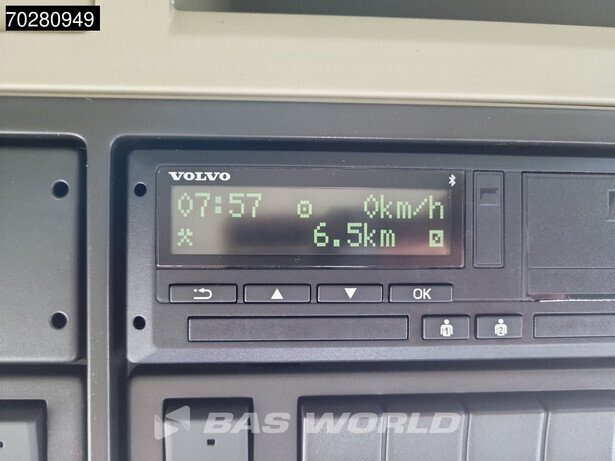 70280949
VOLVO
07:57 0km/h
6.5km
OK
1 2
BAS WORLD